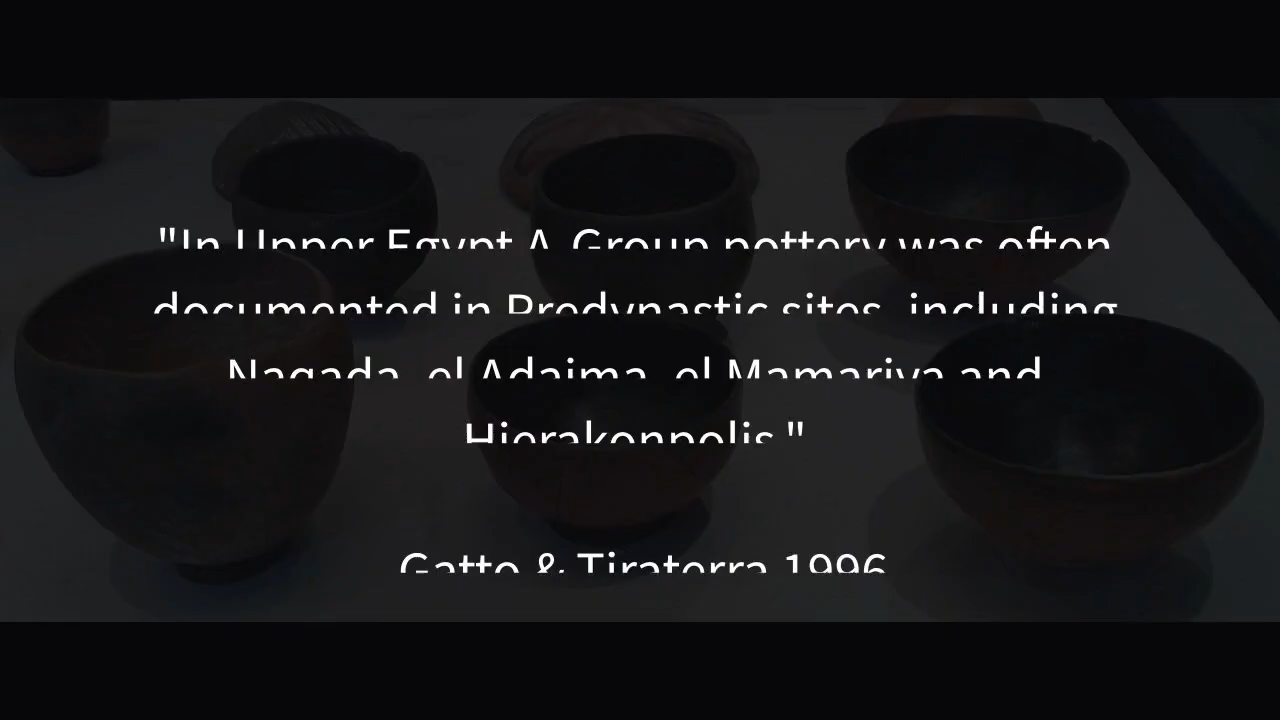 "In Upper Egypt A-Group pottery was often
documented in Predynastic sites, including
Nagada, el Adaima, el Mamariya and
Hierakonpolis."
Gatto & Tiraterra 1996